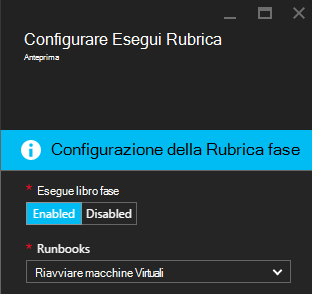 Configurare Esegui Rubrica
Anteprima
Configurazione della Rubrica fase
* Esegue libro fase
Enabled Disabled
* Runbooks
Riavviare macchine Virtuali